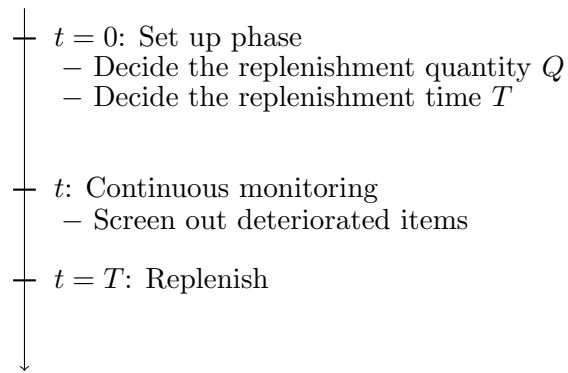 t = 0: Set up phase
– Decide the replenishment quantity Q
– Decide the replenishment time T
t: Continuous monitoring
– Screen out deteriorated items
t = T: Replenish